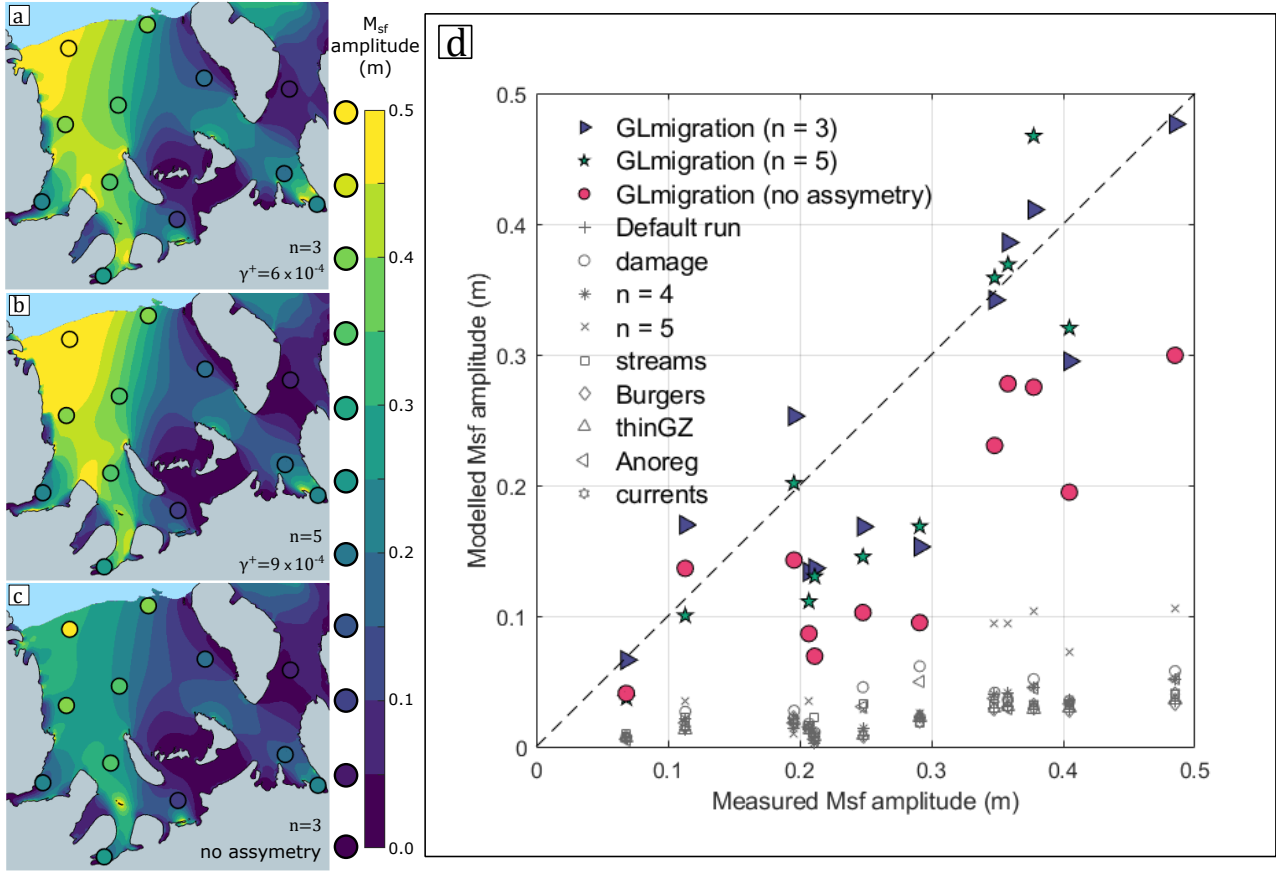 a
n=3
γ⁺=6 x 10⁻⁴
b
n=5
γ⁺=9 x 10⁻⁴
c
n=3
no assymetry
Msf
amplitude
(m)
0.5
0.4
0.3
0.2
0.1
0.0
d
GLmigration (n = 3)
GLmigration (n = 5)
GLmigration (no assymetry)
Default run
damage
n = 4
n = 5
streams
Burgers
thinGZ
Anoreg
currents
0.5
0.4
0.3
0.2
0.1
0
Modelled Msf amplitude (m)
0 0.1 0.2 0.3 0.4 0.5
Measured Msf amplitude (m)